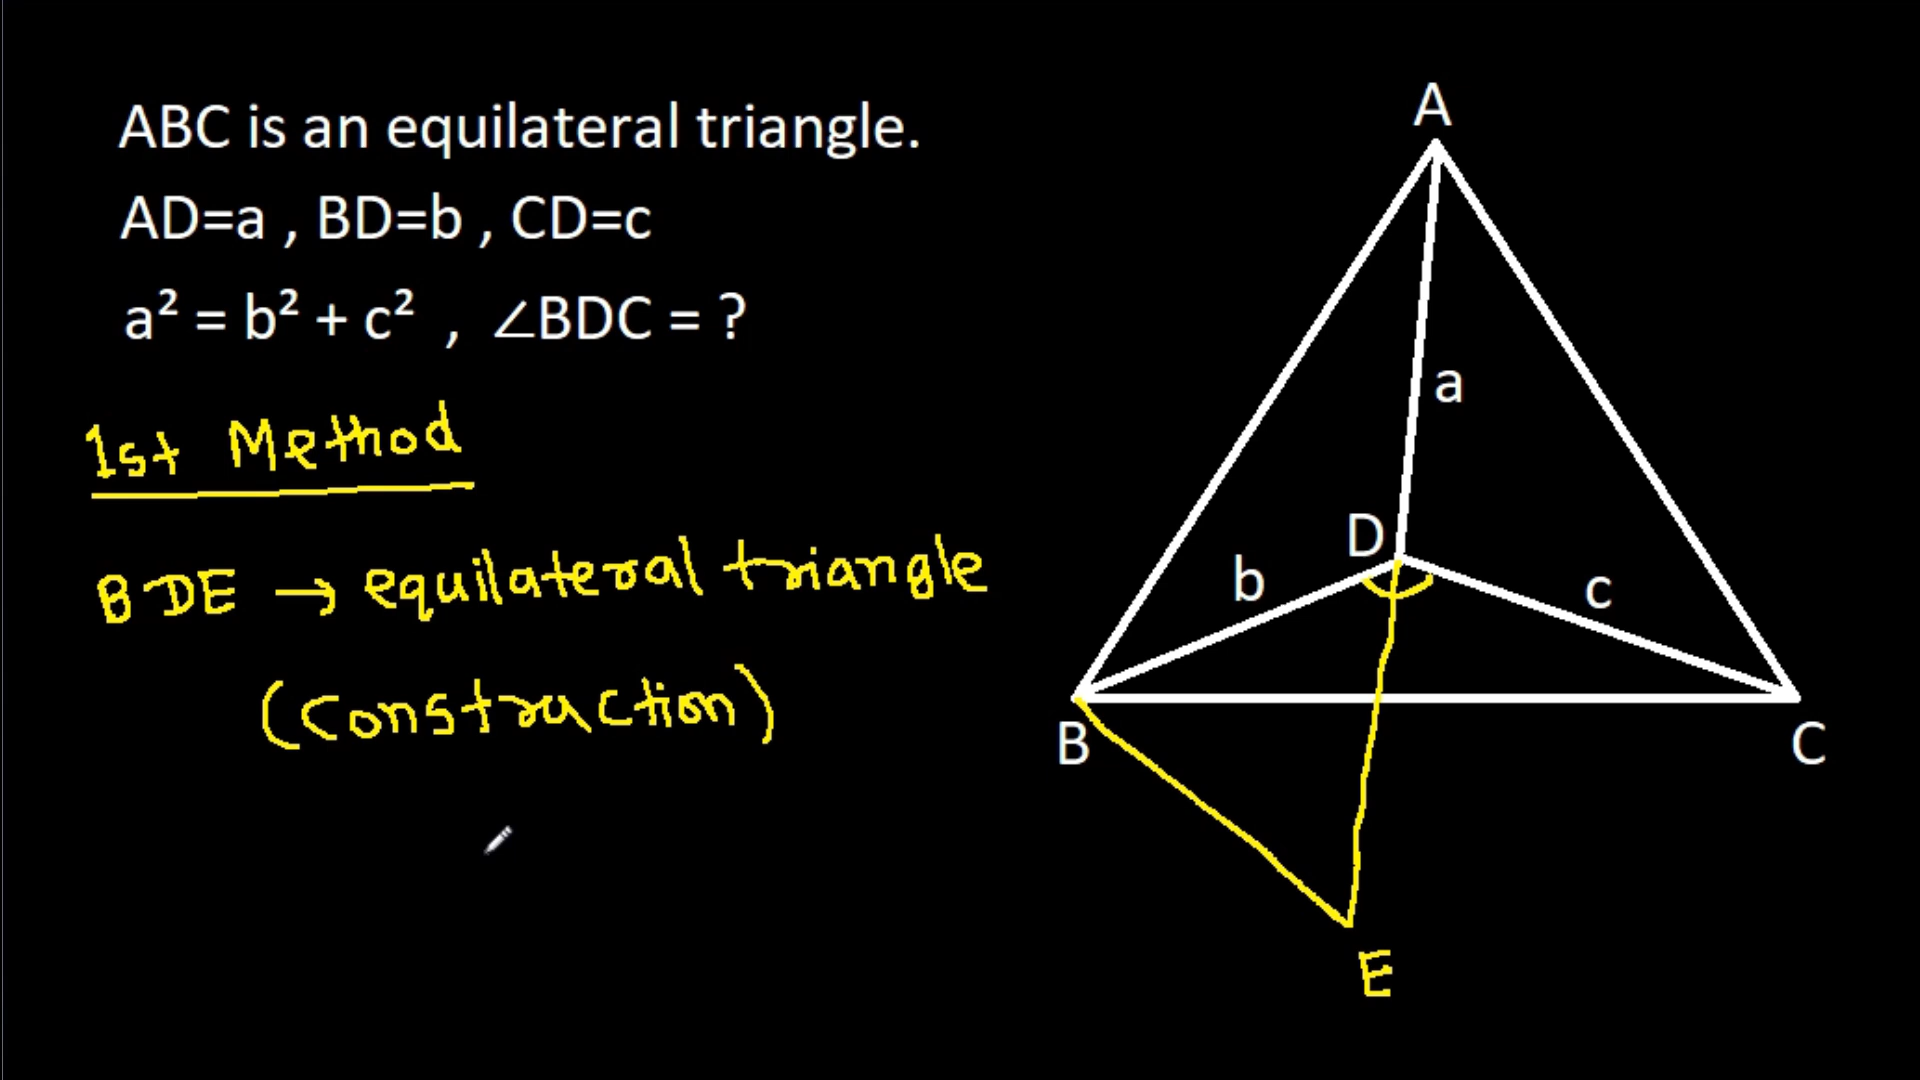 ABC is an equilateral triangle.
AD=a , BD=b , CD=c
a² = b² + c² , ∠BDC = ?
1st Method
BDE → equilateral triangle
(construction)
A
a
D
b
c
B
C
E